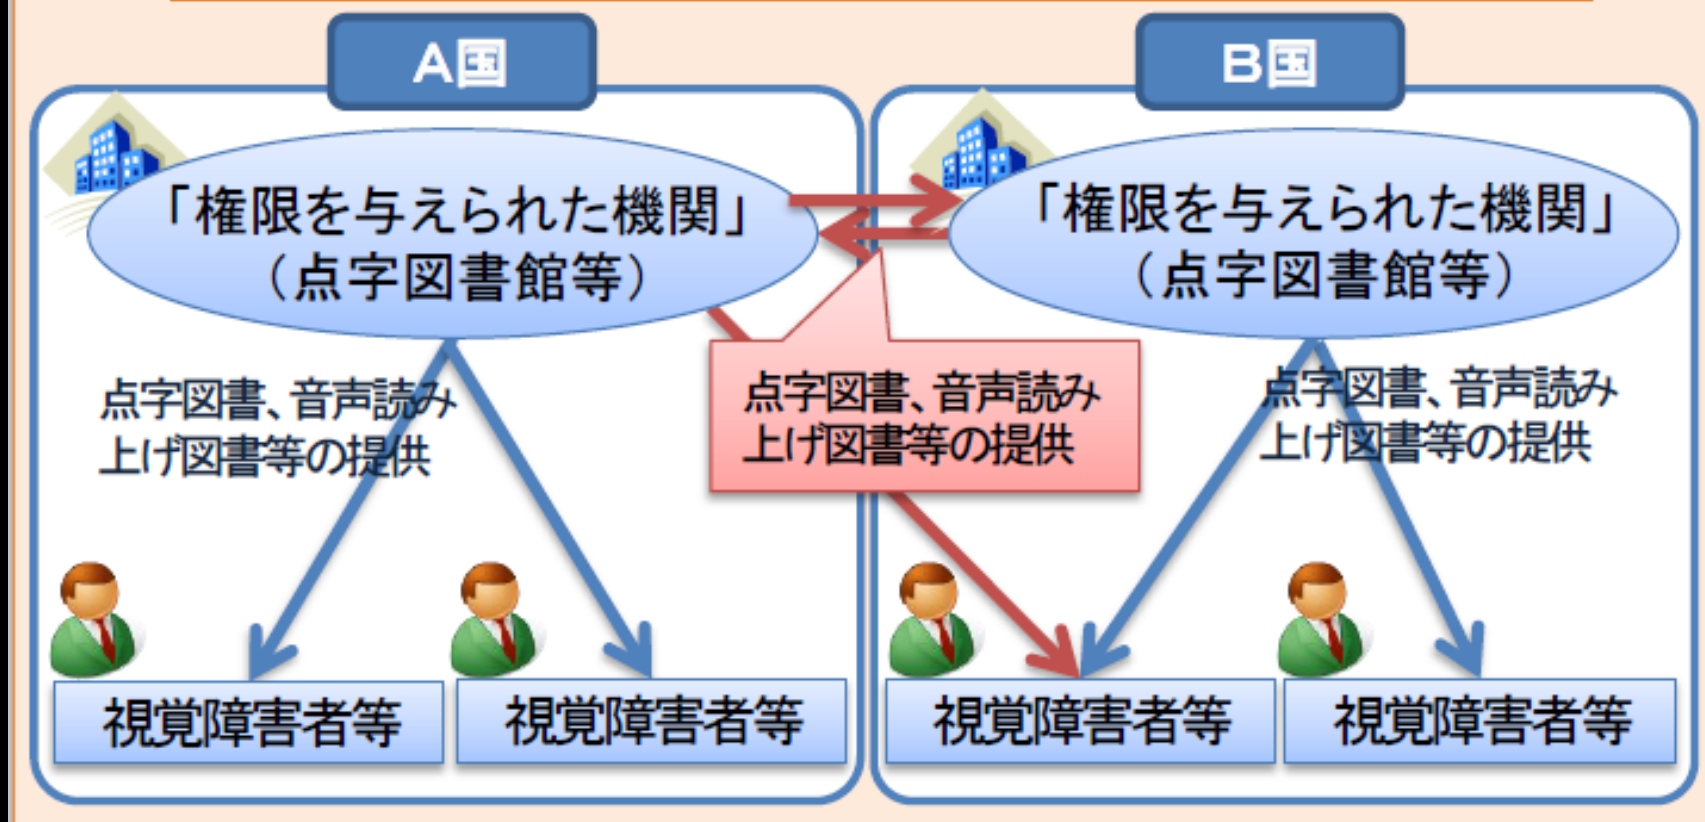 A国
「権限を与えられた機関」
（点字図書館等）
点字図書、音声読み
上げ図書等の提供
視覚障害者等
視覚障害者等
点字図書、音声読み
上げ図書等の提供
B国
「権限を与えられた機関」
（点字図書館等）
点字図書、音声読み
上げ図書等の提供
視覚障害者等
視覚障害者等